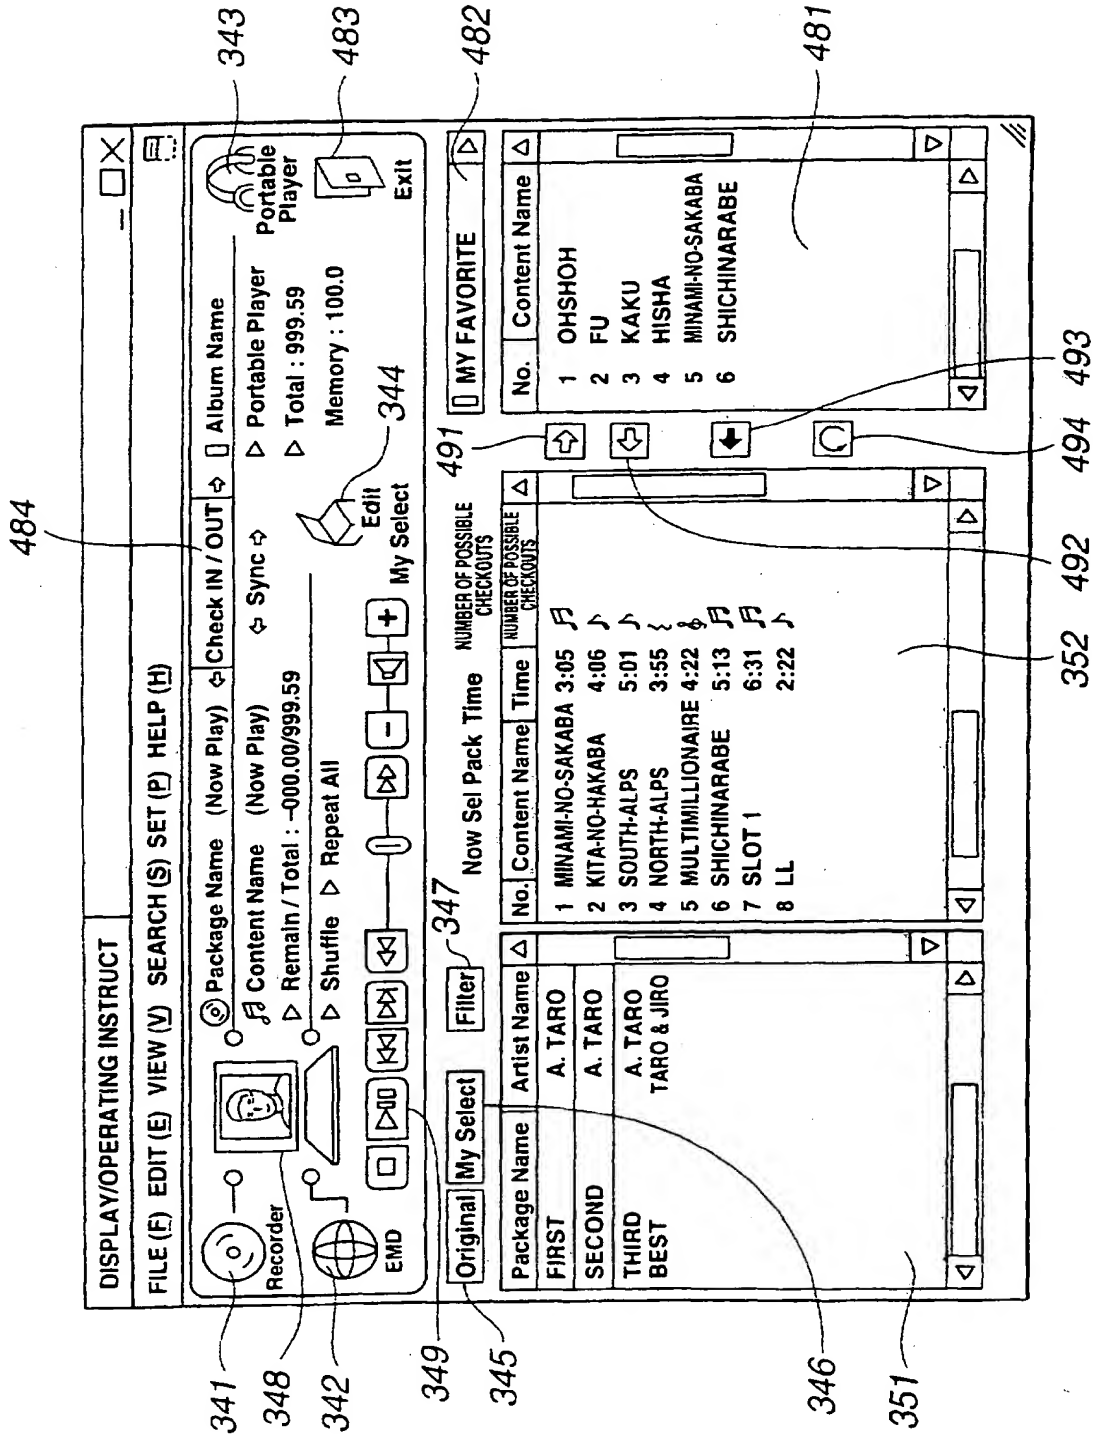 484
DISPLAY/OPERATING INSTRUCT
FILE (F) EDIT (E) VIEW (V) SEARCH (S) SET (P) HELP (H)
341
348
342
349
345
346
351
343
483
482
481
Recorder
EMD
Package Name (Now Play)
Content Name (Now Play)
Remain / Total : -000.00/999.59
Shuffle Repeat All
Check IN / OUT
Sync
Album Name
Portable Player
Total : 999.59
Memory : 100.0
Portable
Player
Exit
Edit
My Select
344
Original My Select Filter
347
Now Sel Pack Time NUMBER OF POSSIBLE
CHECKOUTS
491
MY FAVORITE
Package Name Artist Name
FIRST A. TARO
SECOND A. TARO
THIRD A. TARO
BEST TARO & JIRO
No. Content Name Time NUMBER OF POSSIBLE
CHECKOUTS
1 MINAMI-NO-SAKABA 3:05
2 KITA-NO-HAKABA 4:06
3 SOUTH-ALPS 5:01
4 NORTH-ALPS 3:55
5 MULTIMILLIONAIRE 4:22
6 SHICHINARABE 5:13
7 SLOT 1 6:31
8 LL 2:22
No. Content Name
1 OHSHOH
2 FU
3 KAKU
4 HISHA
5 MINAMI-NO-SAKABA
6 SHICHINARABE
352
492
494
493